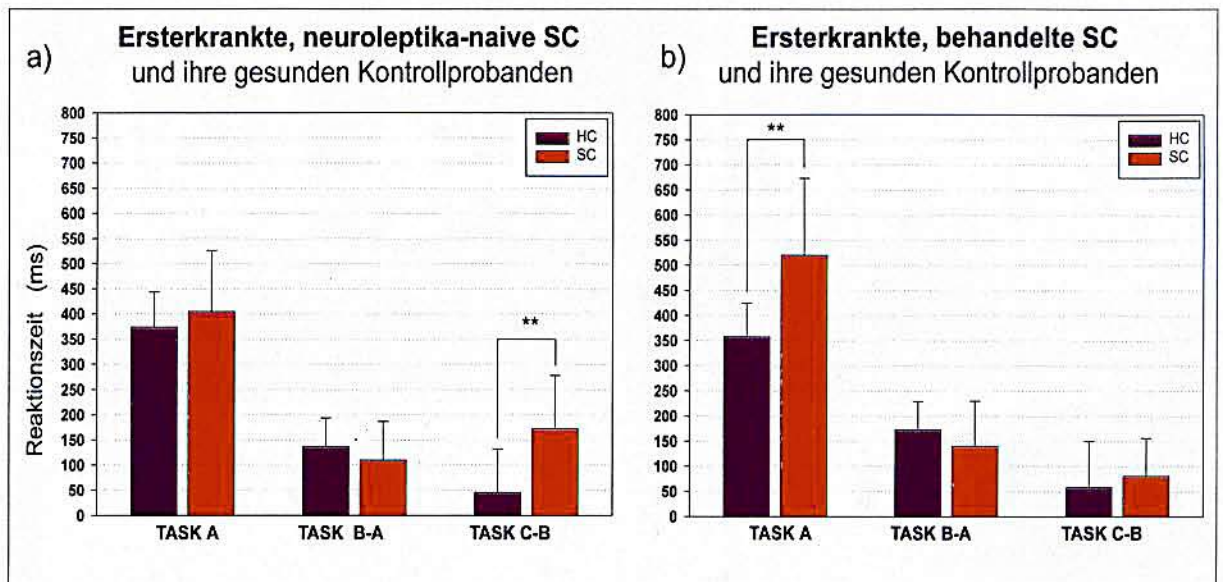 a)
Ersterkrankte, neuroleptika-naive SC
und ihre gesunden Kontrollprobanden
800
750
700
650
600
550
500
450
400
350
300
250
200
150
100
50
0
Reaktionszeit (ms)
HC
SC
**
TASK A
TASK B-A
TASK C-B
b)
Ersterkrankte, behandelte SC
und ihre gesunden Kontrollprobanden
800
750
700
650
600
550
500
450
400
350
300
250
200
150
100
50
0
**
HC
SC
TASK A
TASK B-A
TASK C-B